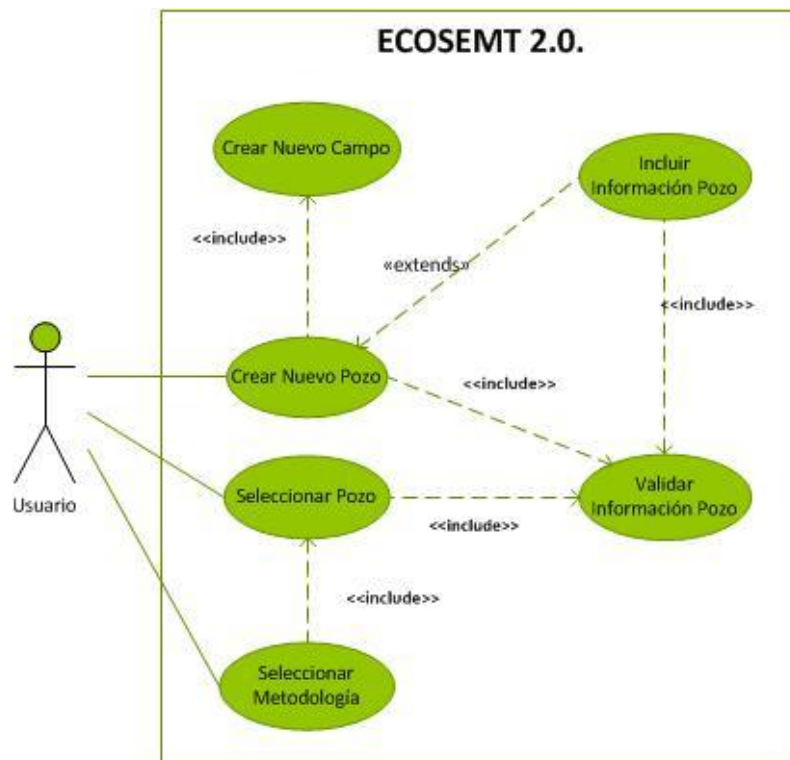 ECOSEMT 2.0.
Crear Nuevo Campo
Incluir
Información Pozo
<<include>>
«extends»
<<include>>
Crear Nuevo Pozo
<<include>>
Usuario
Seleccionar Pozo
<<include>>
Validar
Información Pozo
<<include>>
Seleccionar
Metodología